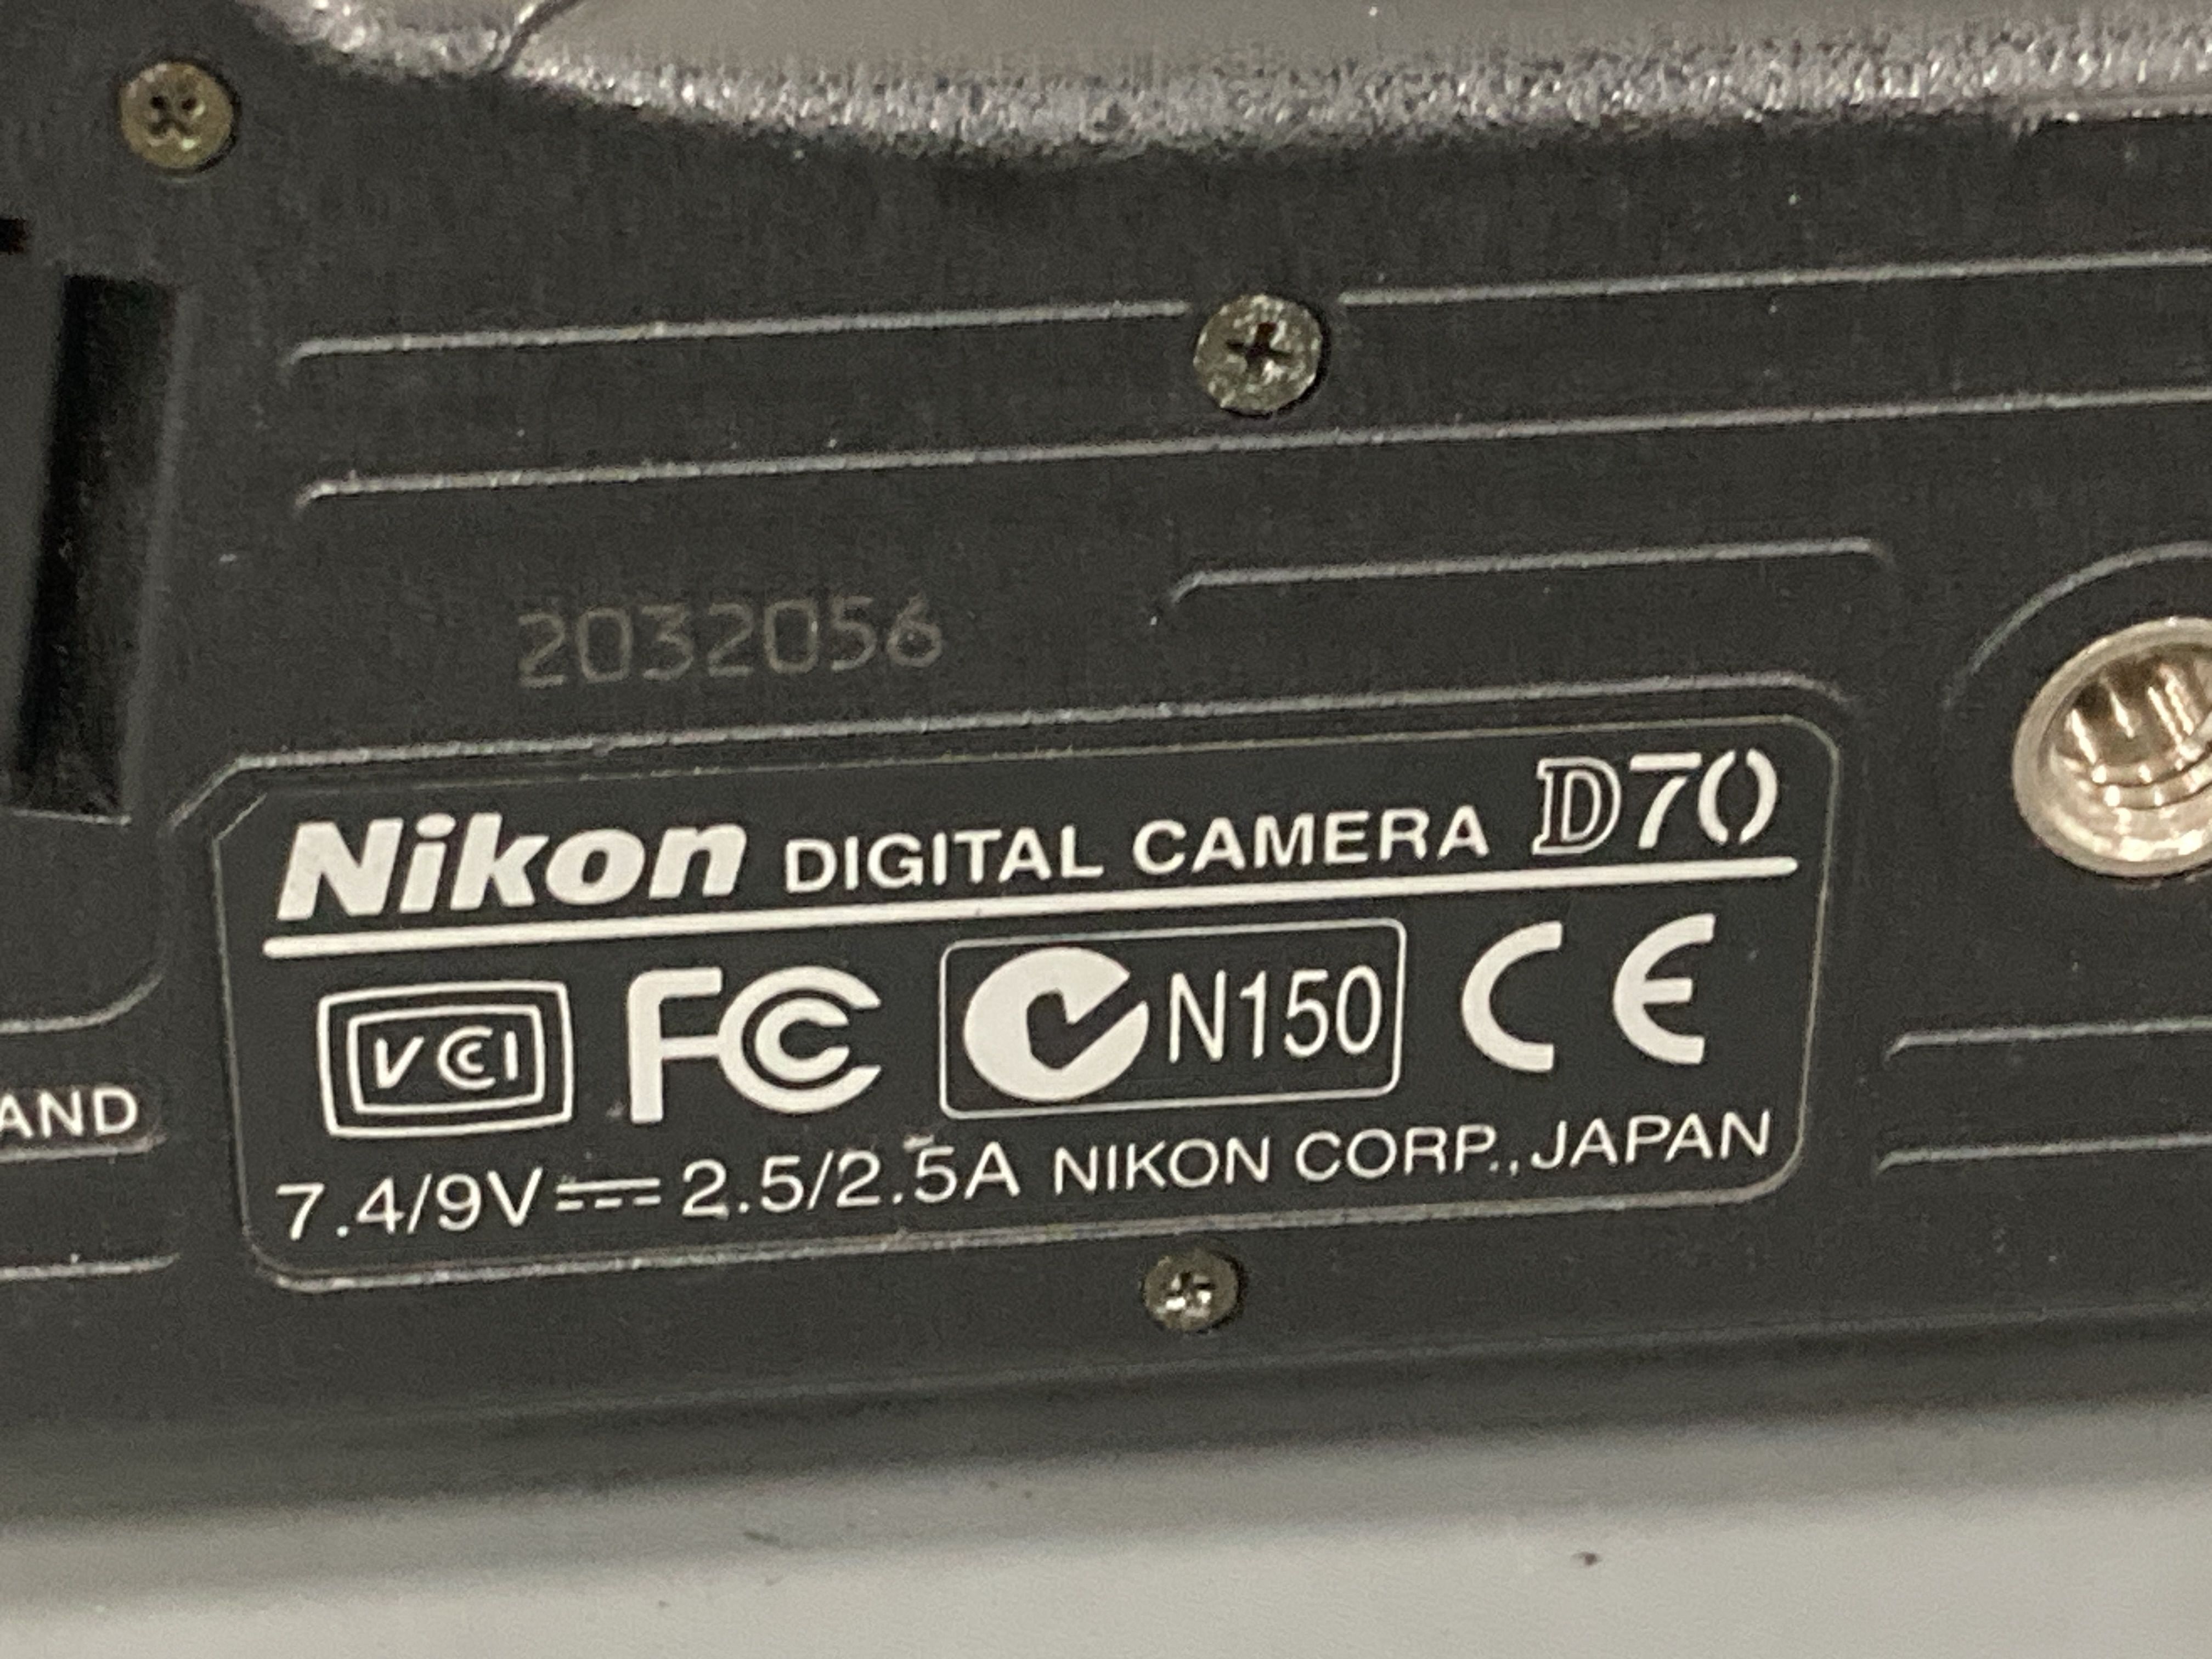 2032056
Nikon DIGITAL CAMERA D70
VCI FC N150 CE
AND
7.4/9V⎓2.5/2.5A NIKON CORP.,JAPAN